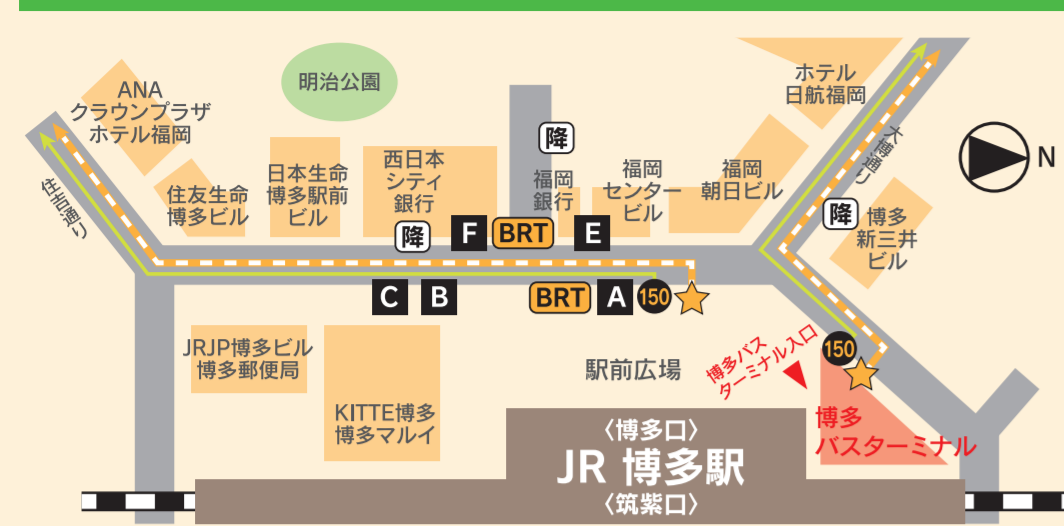 ANA
クラウンプラザ
ホテル福岡
明治公園
ホテル
日航福岡
住吉通り
住友生命
博多ビル
日本生命
博多駅前
ビル
西日本
シティ
銀行
降
福岡
銀行
福岡
センター
ビル
福岡
朝日ビル
大博通り
N
降
博多
新三井
ビル
降
F
BRT
E
C
B
BRT
A
150
JRJP博多ビル
博多郵便局
KITTE博多
博多マルイ
駅前広場
博多バス
ターミナル入口
150
博多
バスターミナル
〈博多口〉
JR 博多駅
〈筑紫口〉